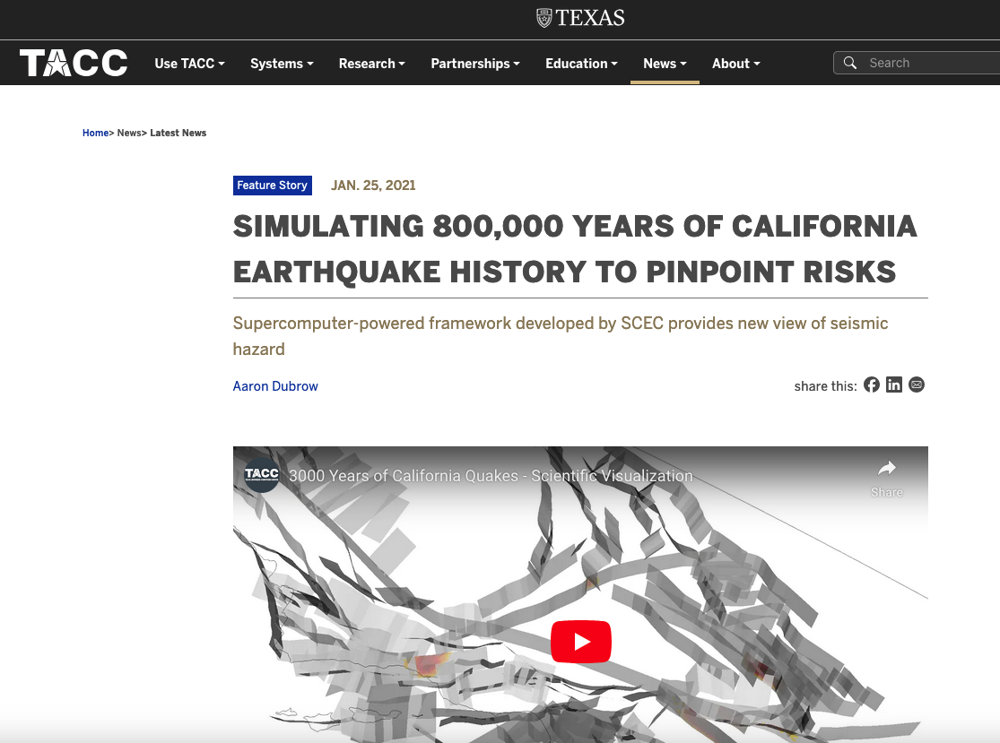 TEXAS
TACC
Use TACC Systems Research Partnerships Education News About Search
Home> News> Latest News
Feature Story JAN. 25, 2021
SIMULATING 800,000 YEARS OF CALIFORNIA
EARTHQUAKE HISTORY TO PINPOINT RISKS
Supercomputer-powered framework developed by SCEC provides new view of seismic
hazard
Aaron Dubrow share this:
TACC 3000 Years of California Quakes - Scientific Visualization
Share